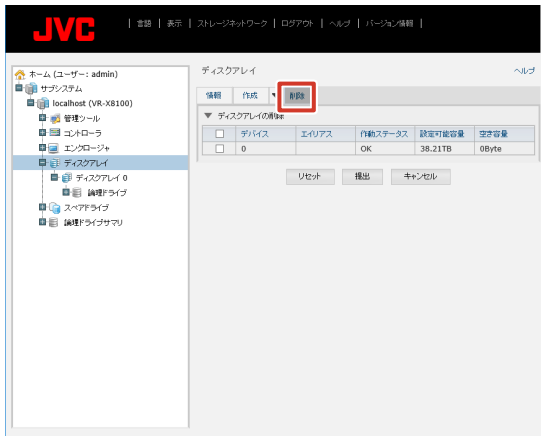 JVC
| 言語 | 表示 | ストレージネットワーク | ログアウト | ヘルプ | バージョン情報 |
ホーム (ユーザー: admin)
サブシステム
localhost (VR-X8100)
管理ツール
コントローラ
エンクロージャ
ディスクアレイ
ディスクアレイ 0
論理ドライブ
スペアドライブ
論理ドライブサマリ
ディスクアレイ
ヘルプ
情報 作成 ▼ 削除
▼ ディスクアレイの削除
デバイス エイリアス 作動ステータス 設定可能容量 空き容量
0 OK 38.21TB 0Byte
リセット 提出 キャンセル